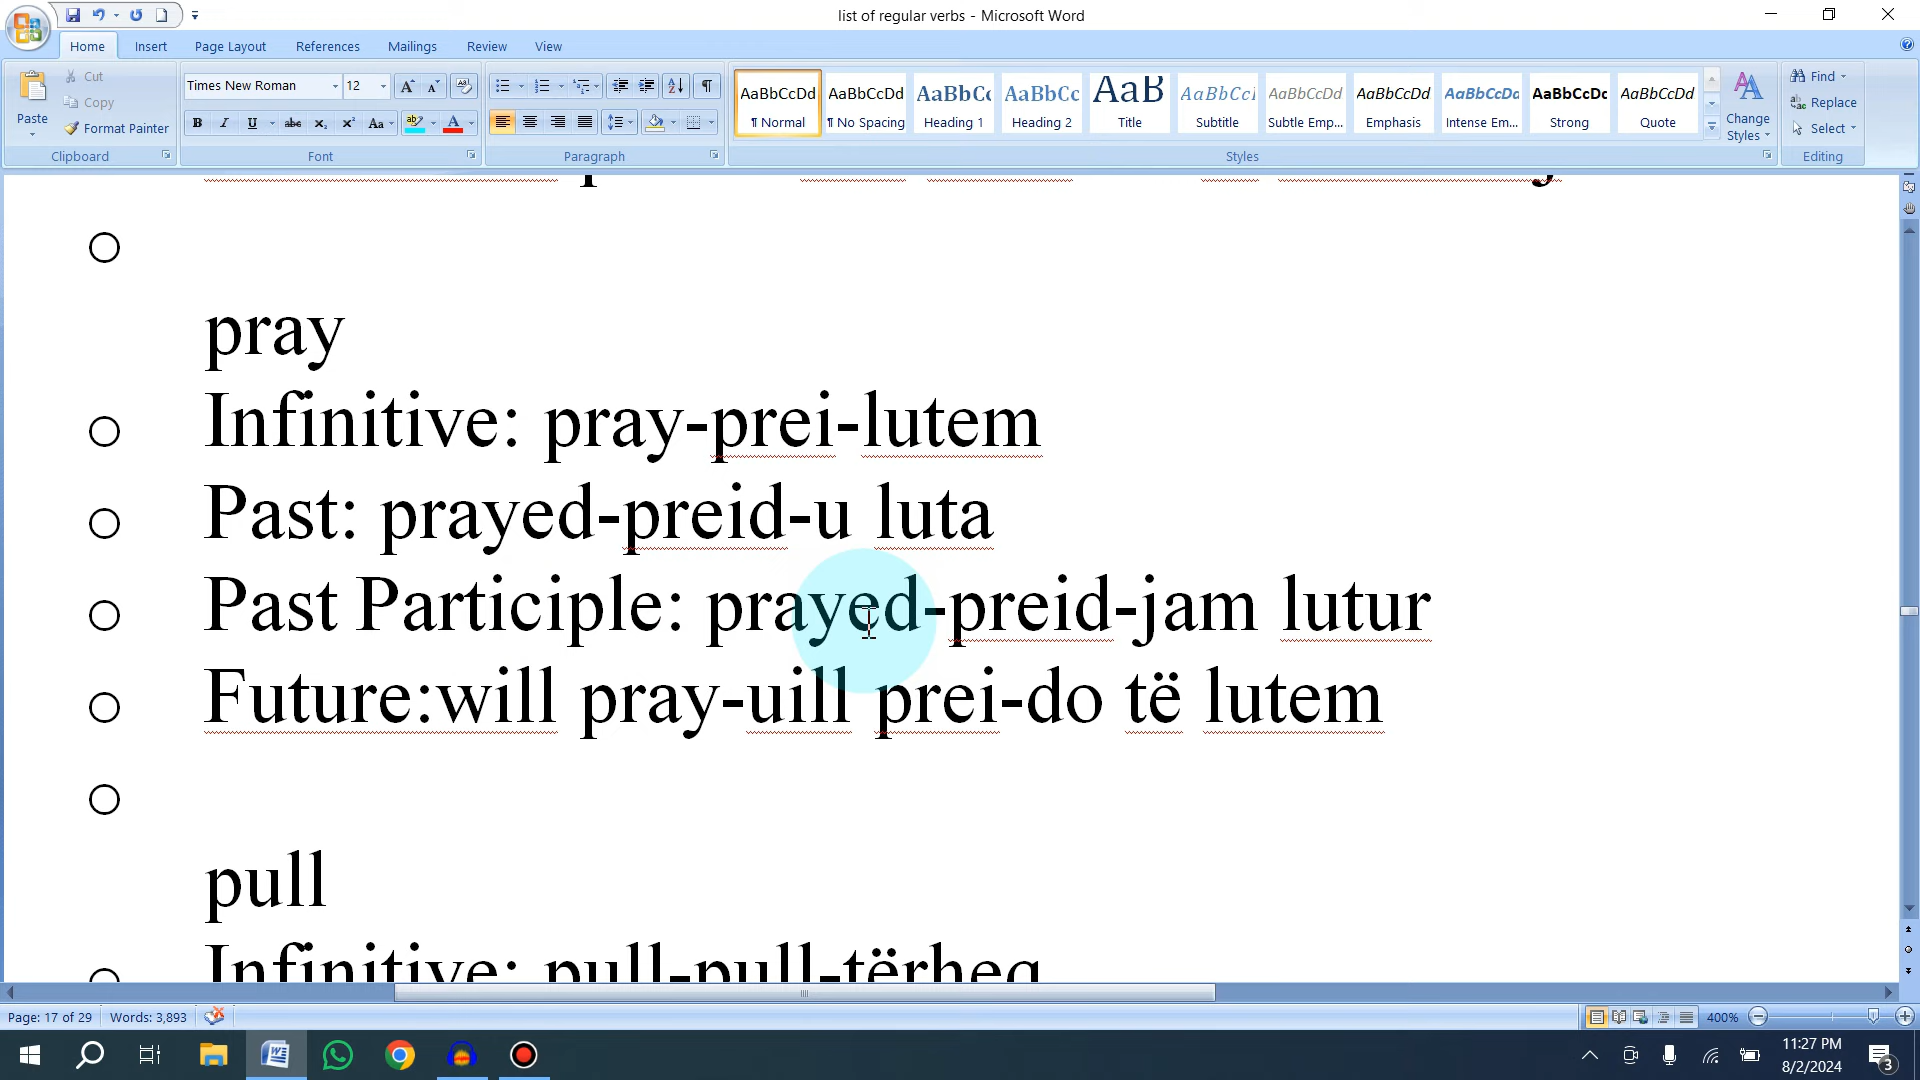 list of regular verbs - Microsoft Word
Home Insert Page Layout References Mailings Review View
Paste
Cut
Copy
Format Painter
Clipboard
Times New Roman 12
Font
Paragraph
AaBbCcDd AaBbCcDd AaBbCc AaBbCc AaB AaBbCcI AaBbCcDd AaBbCcDd AaBbCcDc AaBbCcDc AaBbCcDd
¶ Normal ¶ No Spacing Heading 1 Heading 2 Title Subtitle Subtle Emp... Emphasis Intense Em... Strong Quote
Styles
Change Styles
Find
Replace
Select
Editing
pray
Infinitive: pray-prei-lutem
Past: prayed-preid-u luta
Past Participle: prayed-preid-jam lutur
Future:will pray-uill prei-do të lutem
pull
Infinitive: pull-pull-tërheq
Page: 17 of 29 Words: 3,893 400%
11:27 PM
8/2/2024
3